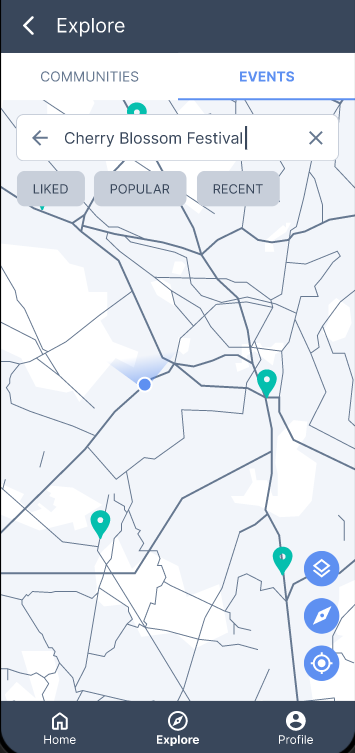 Explore
COMMUNITIES EVENTS
Cherry Blossom Festival
LIKED POPULAR RECENT
Home Explore Profile